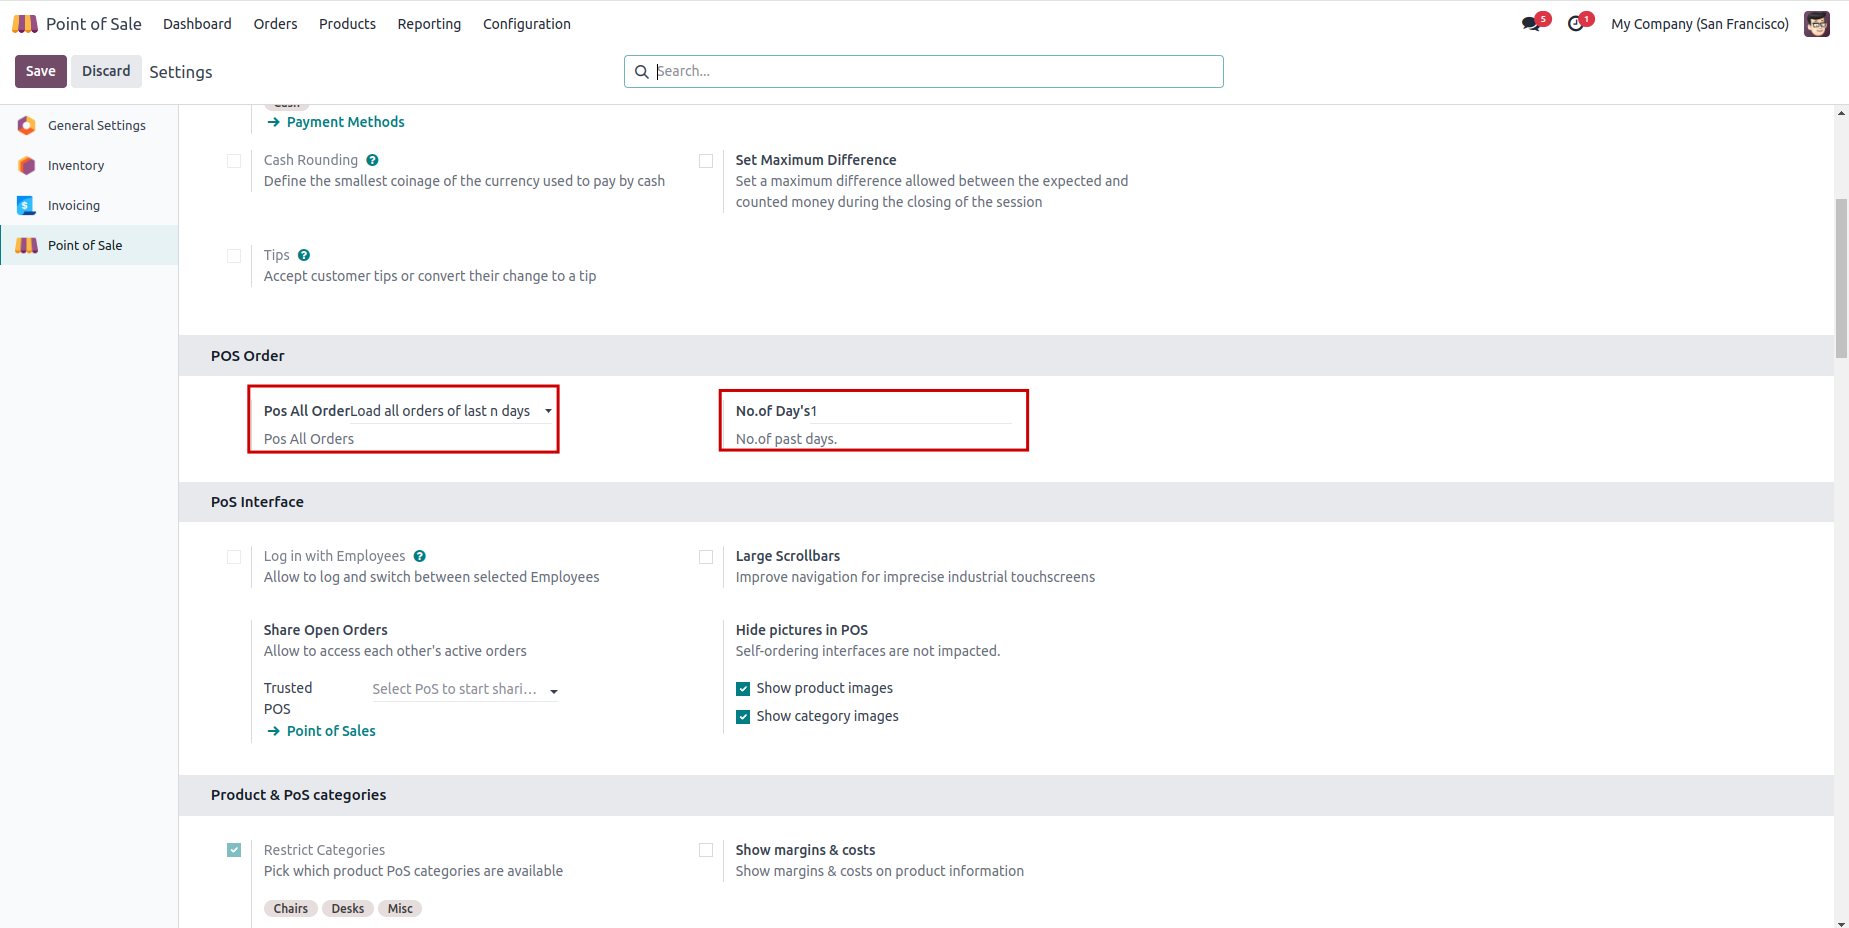 Point of Sale Dashboard Orders Products Reporting Configuration 5 1 My Company (San Francisco)
Save Discard Settings Search...
General Settings
Inventory
Invoicing
Point of Sale
Cash
Payment Methods
Cash Rounding ?
Define the smallest coinage of the currency used to pay by cash
Set Maximum Difference
Set a maximum difference allowed between the expected and
counted money during the closing of the session
Tips ?
Accept customer tips or convert their change to a tip
POS Order
Pos All OrderLoad all orders of last n days
Pos All Orders
No.of Day's1
No.of past days.
PoS Interface
Log in with Employees ?
Allow to log and switch between selected Employees
Large Scrollbars
Improve navigation for imprecise industrial touchscreens
Share Open Orders
Allow to access each other's active orders
Trusted
POS
Select PoS to start shari...
Point of Sales
Hide pictures in POS
Self-ordering interfaces are not impacted.
Show product images
Show category images
Product & PoS categories
Restrict Categories
Pick which product PoS categories are available
Chairs Desks Misc
Show margins & costs
Show margins & costs on product information